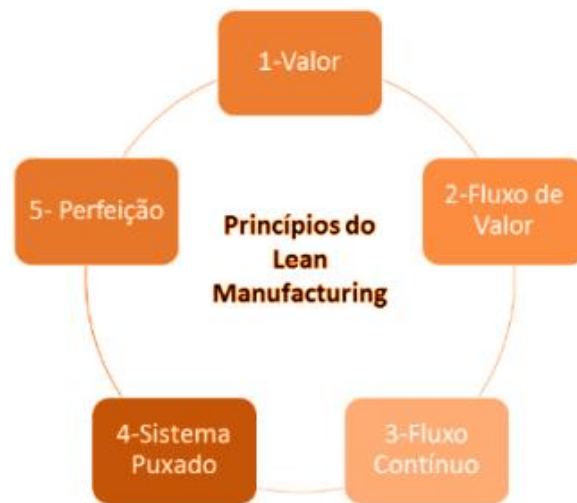 1-Valor
2-Fluxo de
Valor
3-Fluxo
Contínuo
4-Sistema
Puxado
5- Perfeição
Princípios do
Lean
Manufacturing